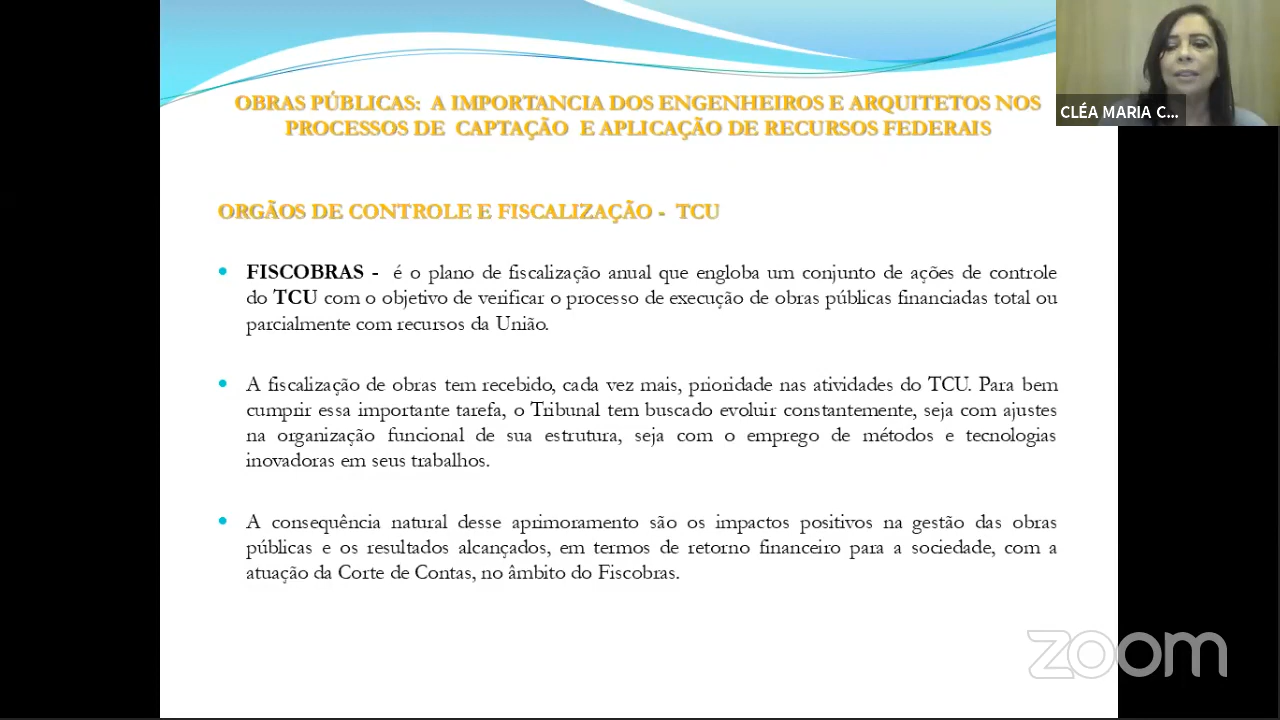 OBRAS PÚBLICAS: A IMPORTANCIA DOS ENGENHEIROS E ARQUITETOS NOS
PROCESSOS DE CAPTAÇÃO E APLICAÇÃO DE RECURSOS FEDERAIS
CLÉA MARIA C...
ORGÃOS DE CONTROLE E FISCALIZAÇÃO - TCU
• FISCOBRAS - é o plano de fiscalização anual que engloba um conjunto de ações de controle
do TCU com o objetivo de verificar o processo de execução de obras públicas financiadas total ou
parcialmente com recursos da União.
• A fiscalização de obras tem recebido, cada vez mais, prioridade nas atividades do TCU. Para bem
cumprir essa importante tarefa, o Tribunal tem buscado evoluir constantemente, seja com ajustes
na organização funcional de sua estrutura, seja com o emprego de métodos e tecnologias
inovadoras em seus trabalhos.
• A consequência natural desse aprimoramento são os impactos positivos na gestão das obras
públicas e os resultados alcançados, em termos de retorno financeiro para a sociedade, com a
atuação da Corte de Contas, no âmbito do Fiscobras.
zoom